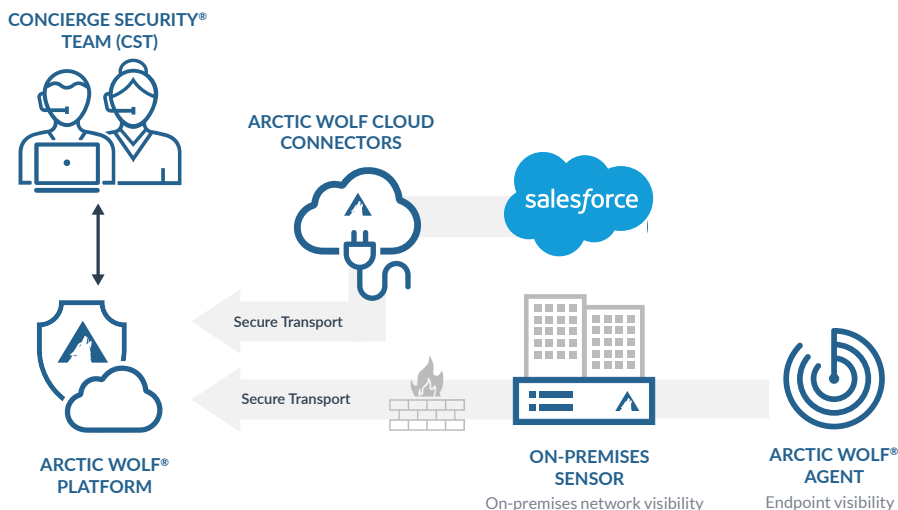 CONCIERGE SECURITY®
TEAM (CST)
ARCTIC WOLF CLOUD
CONNECTORS
salesforce
Secure Transport
Secure Transport
ARCTIC WOLF®
PLATFORM
ON-PREMISES
SENSOR
On-premises network visibility
ARCTIC WOLF®
AGENT
Endpoint visibility